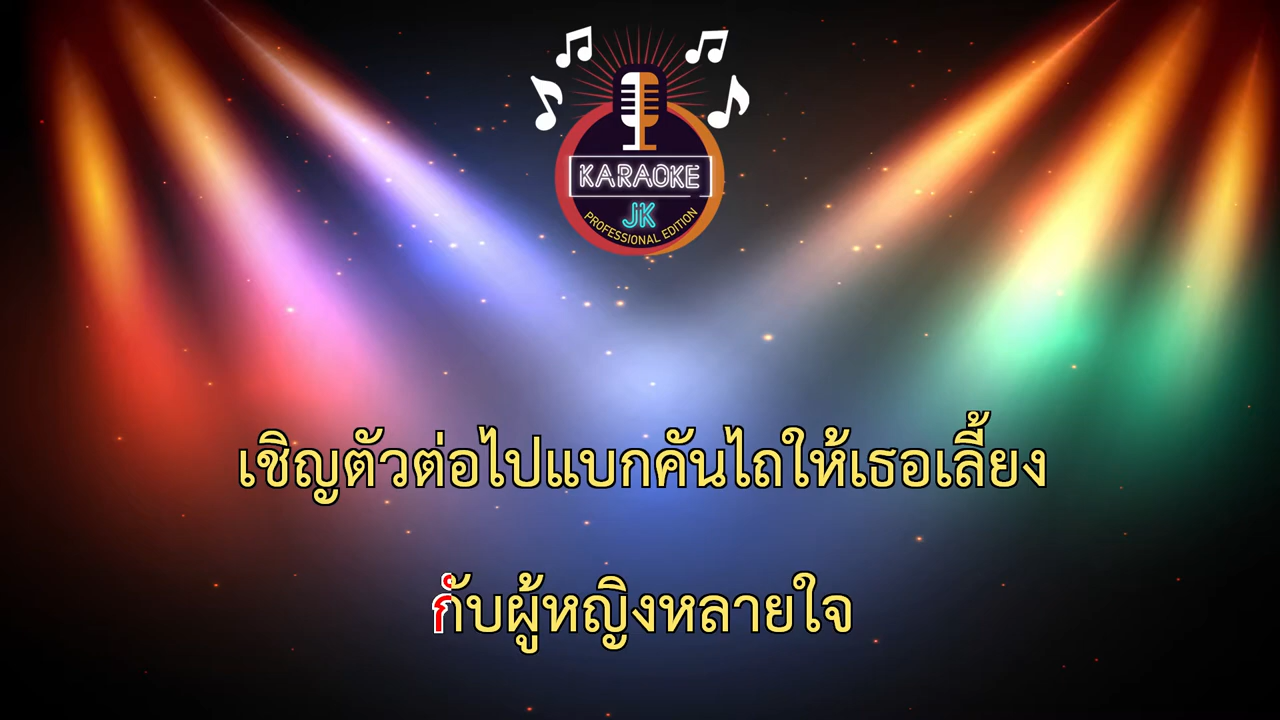 KARAOKE
JK
PROFESSIONAL EDITION
เชิญตัวต่อไปแบกคันไถให้เธอเลี้ยง
กับผู้หญิงหลายใจ